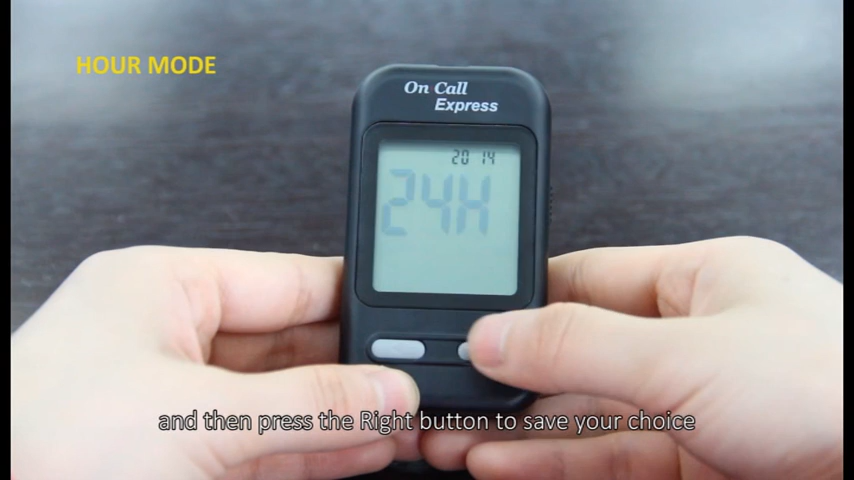 HOUR MODE
On Call
Express
2014
24H
and then press the Right button to save your choice